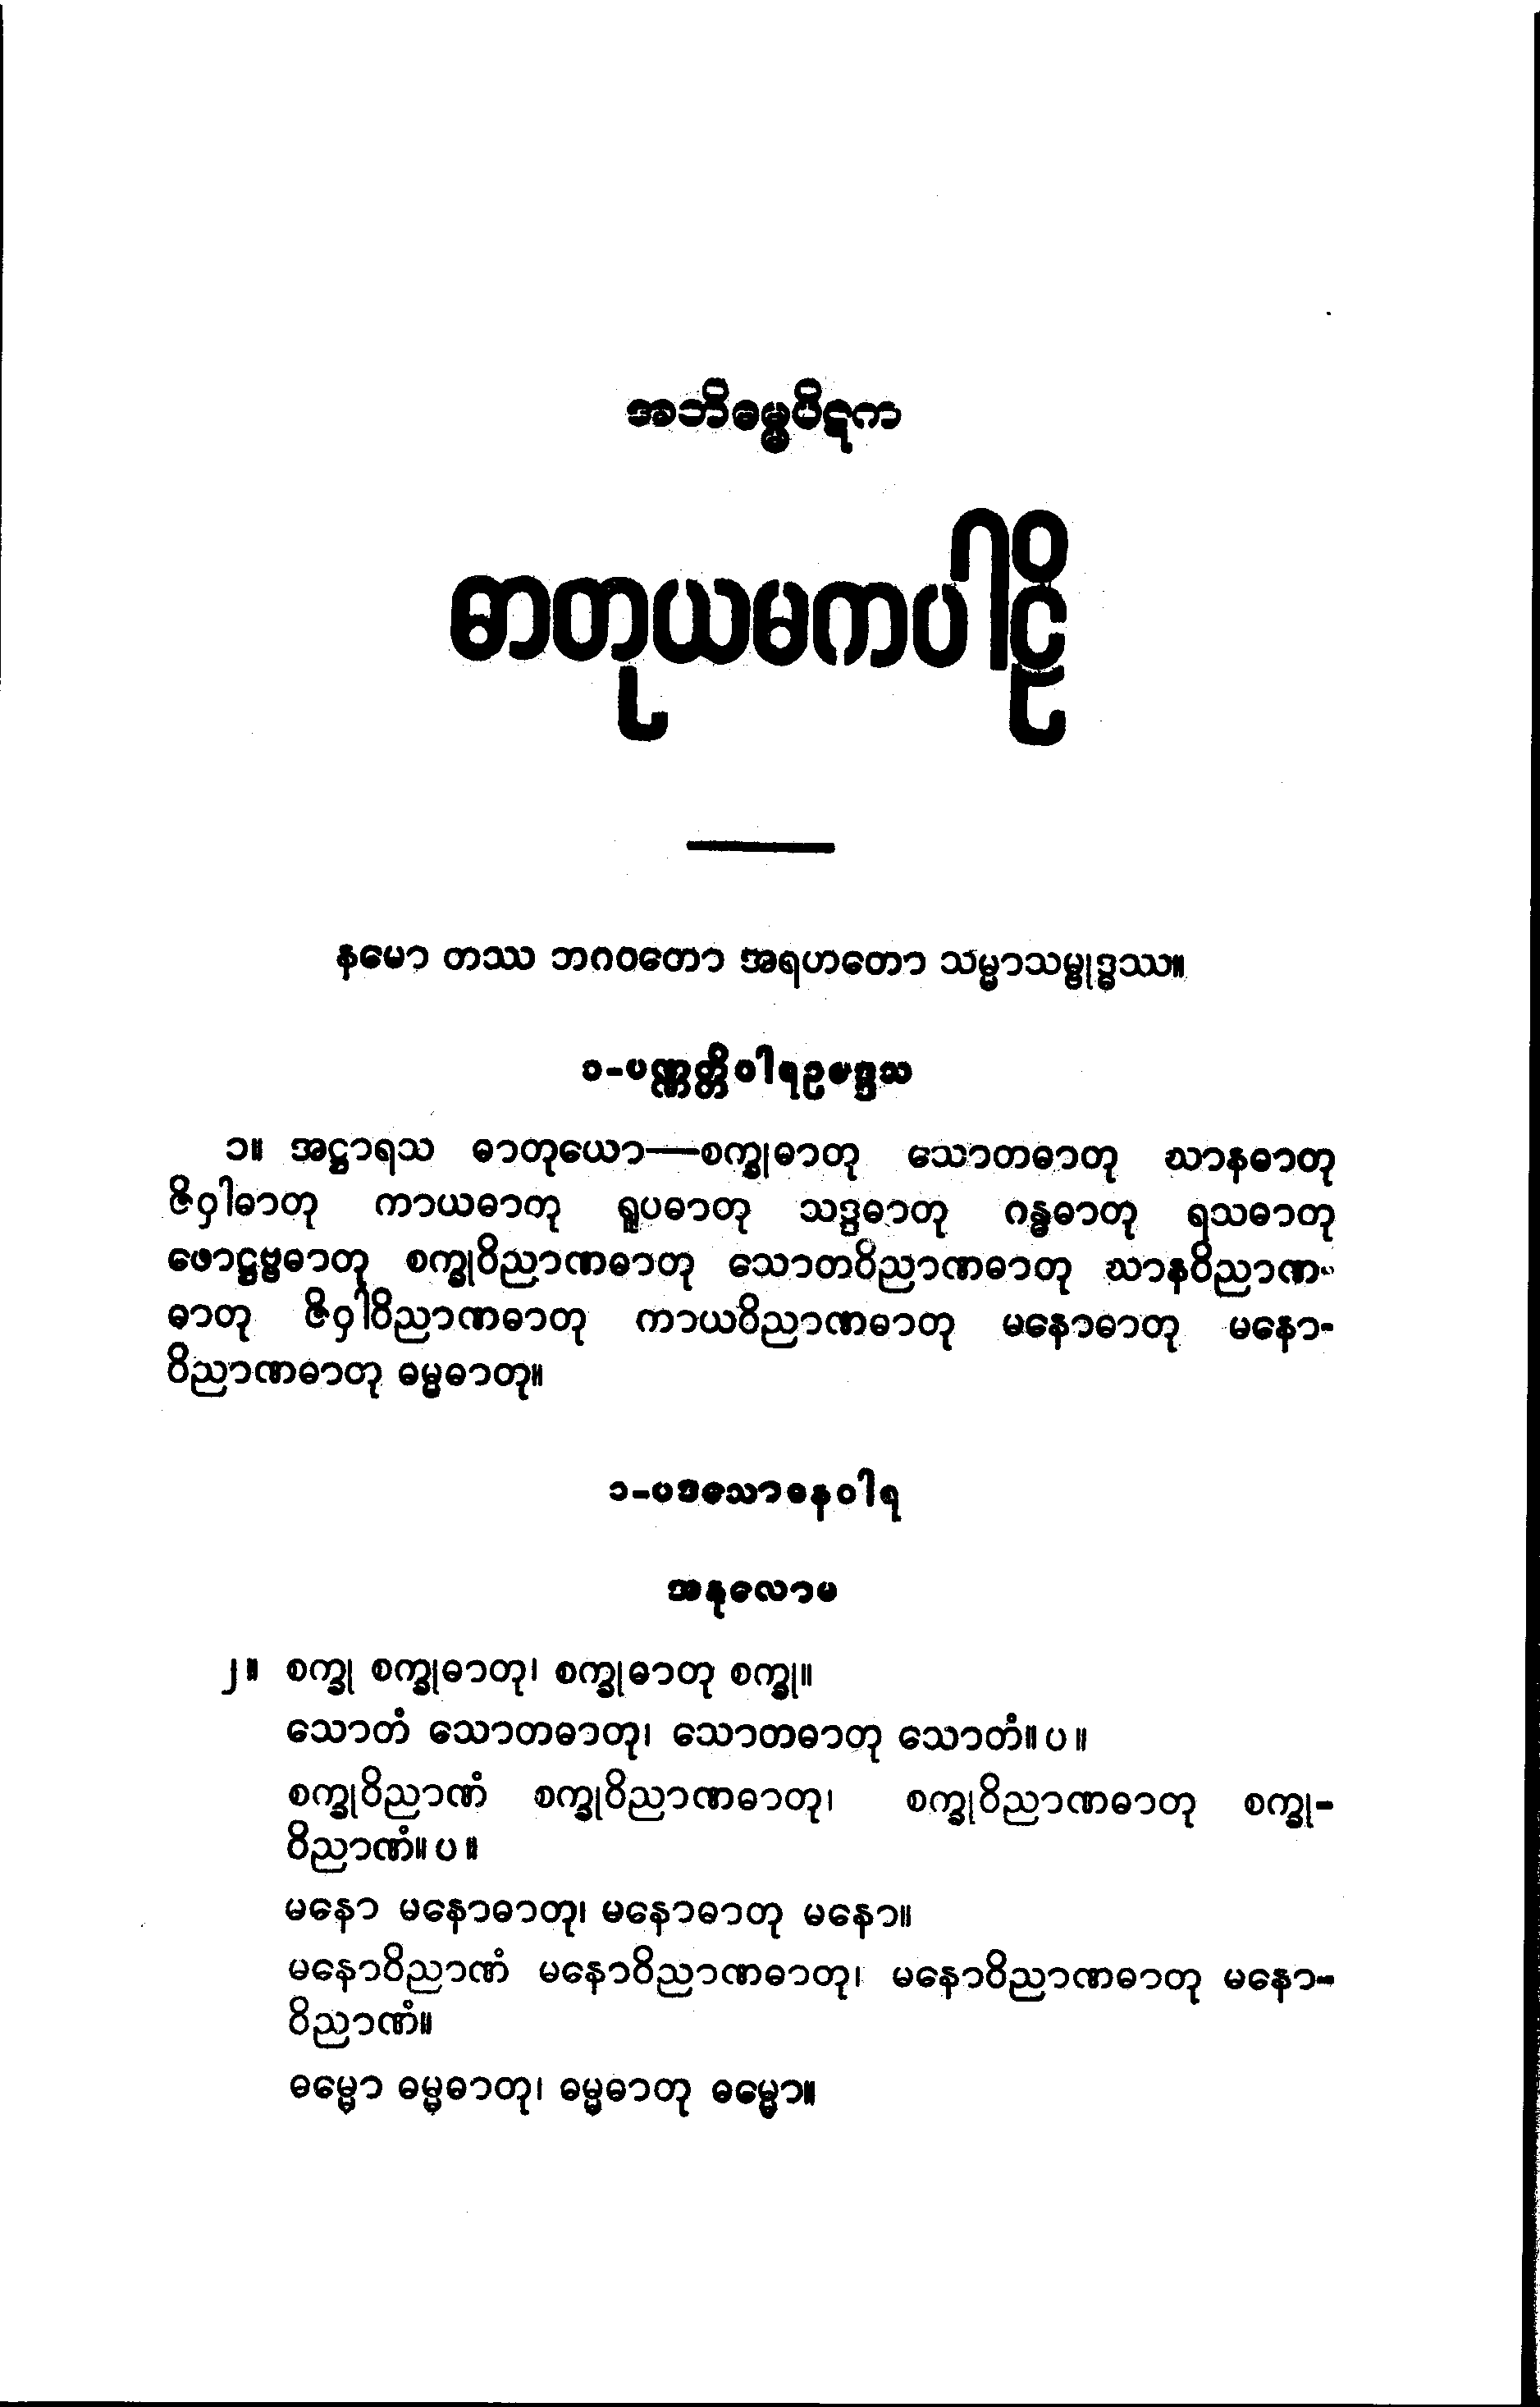 အဘိဓမ္မပိဋက
ဓာတုယမကပါဠိ
နမော တဿ ဘဂဝတော အရဟတော သမ္မာသမ္ဗုဒ္ဓဿ။
၁-ပဏ္ဏတ္တိဝါရဥဒ္ဒေသ
၁။ အဋ္ဌာရသ ဓာတုယော—စက္ခုဓာတု သောတဓာတု ဃာနဓာတု
ဇိဝှါဓာတု ကာယဓာတု ရူပဓာတု သဒ္ဒဓာတု ဂန္ဓဓာတု ရသဓာတု
ဖောဋ္ဌဗ္ဗဓာတု စက္ခုဝိညာဏဓာတု သောတဝိညာဏဓာတု ဃာနဝိညာဏ-
ဓာတု ဇိဝှါဝိညာဏဓာတု ကာယဝိညာဏဓာတု မနောဓာတု မနော-
ဝိညာဏဓာတု ဓမ္မဓာတု။
၁-ပဒသောဓနဝါရ
အနုလောမ
၂။ စက္ခု စက္ခုဓာတု၊ စက္ခုဓာတု စက္ခု။
သောတံ သောတဓာတု၊ သောတဓာတု သောတံ။ ပ ။
စက္ခုဝိညာဏံ စက္ခုဝိညာဏဓာတု၊ စက္ခုဝိညာဏဓာတု စက္ခု-
ဝိညာဏံ။ ပ ။
မနော မနောဓာတု၊ မနောဓာတု မနော။
မနောဝိညာဏံ မနောဝိညာဏဓာတု၊ မနောဝိညာဏဓာတု မနော-
ဝိညာဏံ။
ဓမ္မော ဓမ္မဓာတု၊ ဓမ္မဓာတု ဓမ္မော။